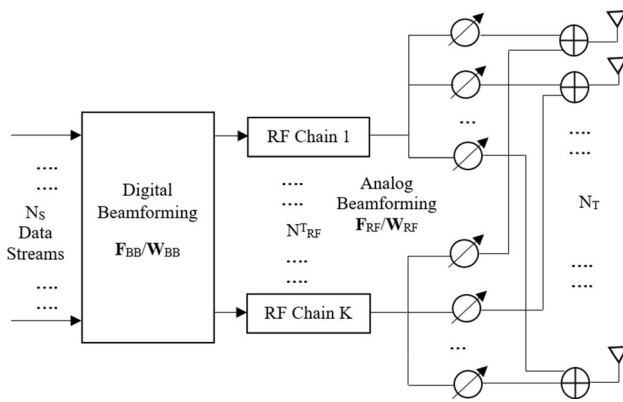 N_S
Data
Streams
Digital
Beamforming
F_BB/W_BB
RF Chain 1
N^T_RF
RF Chain K
Analog
Beamforming
F_RF/W_RF
N_T